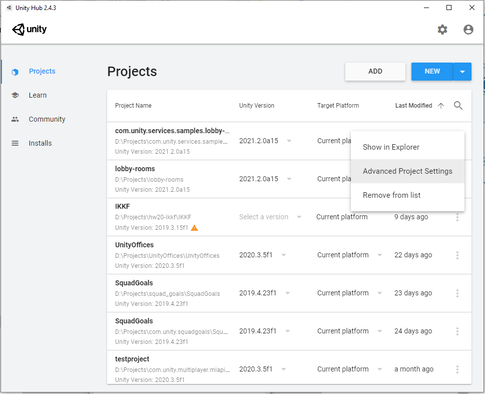 Unity Hub 2.4.3
unity
Projects
Learn
Community
Installs
Projects
ADD
NEW
Project Name
Unity Version
Target Platform
Last Modified
com.unity.services.samples.lobby-...
D:\Projects\com.unity.services.sample...
Unity Version: 2021.2.0a15
2021.2.0a15
Current pla
lobby-rooms
D:\Projects\lobby-rooms
Unity Version: 2021.2.0a15
2021.2.0a15
Current pla
Show in Explorer
Advanced Project Settings
Remove from list
IKKF
D:\Projects\hw20-ikkf\IKKF
Unity Version: 2019.3.15f1
Select a version
Current platform
9 days ago
UnityOffices
D:\Projects\UnityOffices\UnityOffices
Unity Version: 2020.3.5f1
2020.3.5f1
Current platform
22 days ago
SquadGoals
D:\Projects\squad_goals\SquadGoals
Unity Version: 2019.4.23f1
2019.4.23f1
Current platform
23 days ago
SquadGoals
D:\Projects\com.unity.squadgoals\Squ...
Unity Version: 2019.4.23f1
2019.4.23f1
Current platform
24 days ago
testproject
D:\Projects\com.unity.multiplayer.mlapi...
Unity Version: 2020.3.5f1
2020.3.5f1
Current platform
a month ago